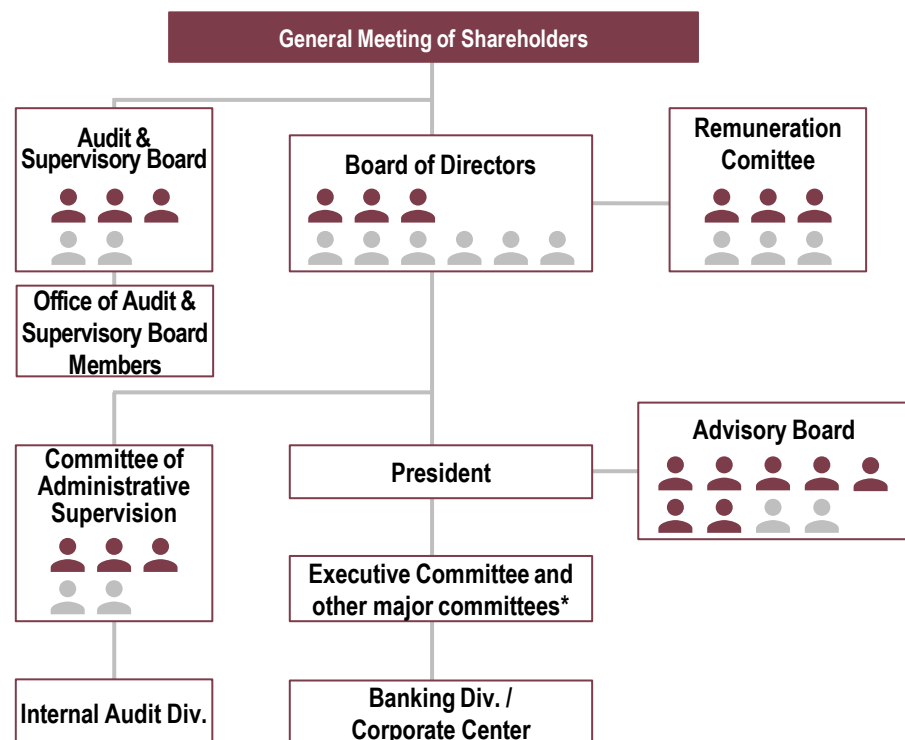 General Meeting of Shareholders
Audit &
Supervisory Board
Board of Directors
Remuneration
Comittee
Office of Audit &
Supervisory Board
Members
Committee of
Administrative
Supervision
President
Advisory Board
Executive Committee and
other major committees*
Internal Audit Div.
Banking Div. /
Corporate Center